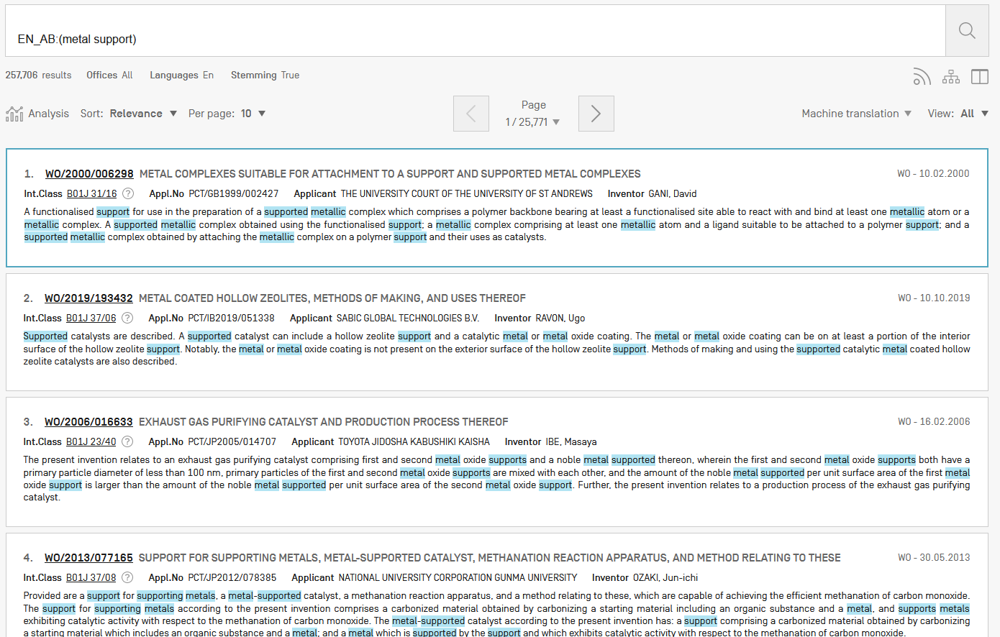 EN_AB:(metal support)
257,706 results Offices All Languages En Stemming True
Analysis Sort: Relevance Per page: 10 Page 1 / 25,771 Machine translation View: All
1. WO/2000/006298 METAL COMPLEXES SUITABLE FOR ATTACHMENT TO A SUPPORT AND SUPPORTED METAL COMPLEXES WO - 10.02.2000
Int.Class B01J 31/16 ? Appl.No PCT/GB1999/002427 Applicant THE UNIVERSITY COURT OF THE UNIVERSITY OF ST ANDREWS Inventor GANI, David
A functionalised support for use in the preparation of a supported metallic complex which comprises a polymer backbone bearing at least a functionalised site able to react with and bind at least one metallic atom or a
metallic complex. A supported metallic complex obtained using the functionalised support; a metallic complex comprising at least one metallic atom and a ligand suitable to be attached to a polymer support; and a
supported metallic complex obtained by attaching the metallic complex on a polymer support and their uses as catalysts.
2. WO/2019/193432 METAL COATED HOLLOW ZEOLITES, METHODS OF MAKING, AND USES THEREOF WO - 10.10.2019
Int.Class B01J 37/06 ? Appl.No PCT/IB2019/051338 Applicant SABIC GLOBAL TECHNOLOGIES B.V. Inventor RAVON, Ugo
Supported catalysts are described. A supported catalyst can include a hollow zeolite support and a catalytic metal or metal oxide coating. The metal or metal oxide coating can be on at least a portion of the interior
surface of the hollow zeolite support. Notably, the metal or metal oxide coating is not present on the exterior surface of the hollow zeolite support. Methods of making and using the supported catalytic metal coated hollow
zeolite catalysts are also described.
3. WO/2006/016633 EXHAUST GAS PURIFYING CATALYST AND PRODUCTION PROCESS THEREOF WO - 16.02.2006
Int.Class B01J 23/40 ? Appl.No PCT/JP2005/014707 Applicant TOYOTA JIDOSHA KABUSHIKI KAISHA Inventor IBE, Masaya
The present invention relates to an exhaust gas purifying catalyst comprising first and second metal oxide supports and a noble metal supported thereon, wherein the first and second metal oxide supports both have a
primary particle diameter of less than 100 nm, primary particles of the first and second metal oxide supports are mixed with each other, and the amount of the noble metal supported per unit surface area of the first metal
oxide support is larger than the amount of the noble metal supported per unit surface area of the second metal oxide support. Further, the present invention relates to a production process of the exhaust gas purifying
catalyst.
4. WO/2013/077165 SUPPORT FOR SUPPORTING METALS, METAL-SUPPORTED CATALYST, METHANATION REACTION APPARATUS, AND METHOD RELATING TO THESE WO - 30.05.2013
Int.Class B01J 37/08 ? Appl.No PCT/JP2012/078385 Applicant NATIONAL UNIVERSITY CORPORATION GUNMA UNIVERSITY Inventor OZAKI, Jun-ichi
Provided are a support for supporting metals, a metal-supported catalyst, a methanation reaction apparatus, and a method relating to these, which are capable of achieving the efficient methanation of carbon monoxide.
The support for supporting metals according to the present invention comprises a carbonized material obtained by carbonizing a starting material including an organic substance and a metal, and supports metals
exhibiting catalytic activity with respect to the methanation of carbon monoxide. The metal-supported catalyst according to the present invention has: a support comprising a carbonized material obtained by carbonizing
a starting material which includes an organic substance and a metal; and a metal which is supported by the support and which exhibits catalytic activity with respect to the methanation of carbon monoxide.